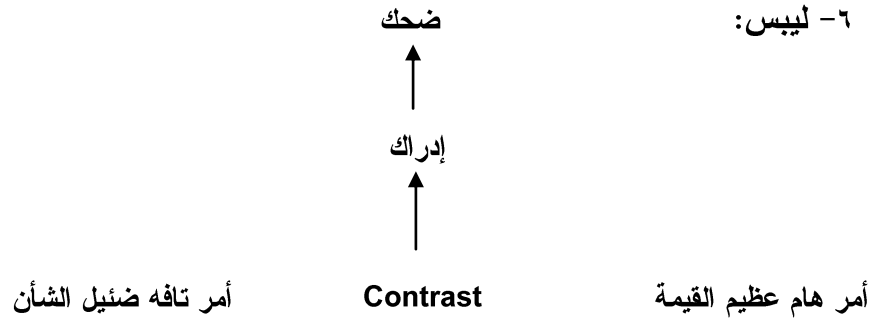 ٦- ليبس:
ضحك
إدراك
أمر هام عظيم القيمة Contrast أمر تافه ضئيل الشأن